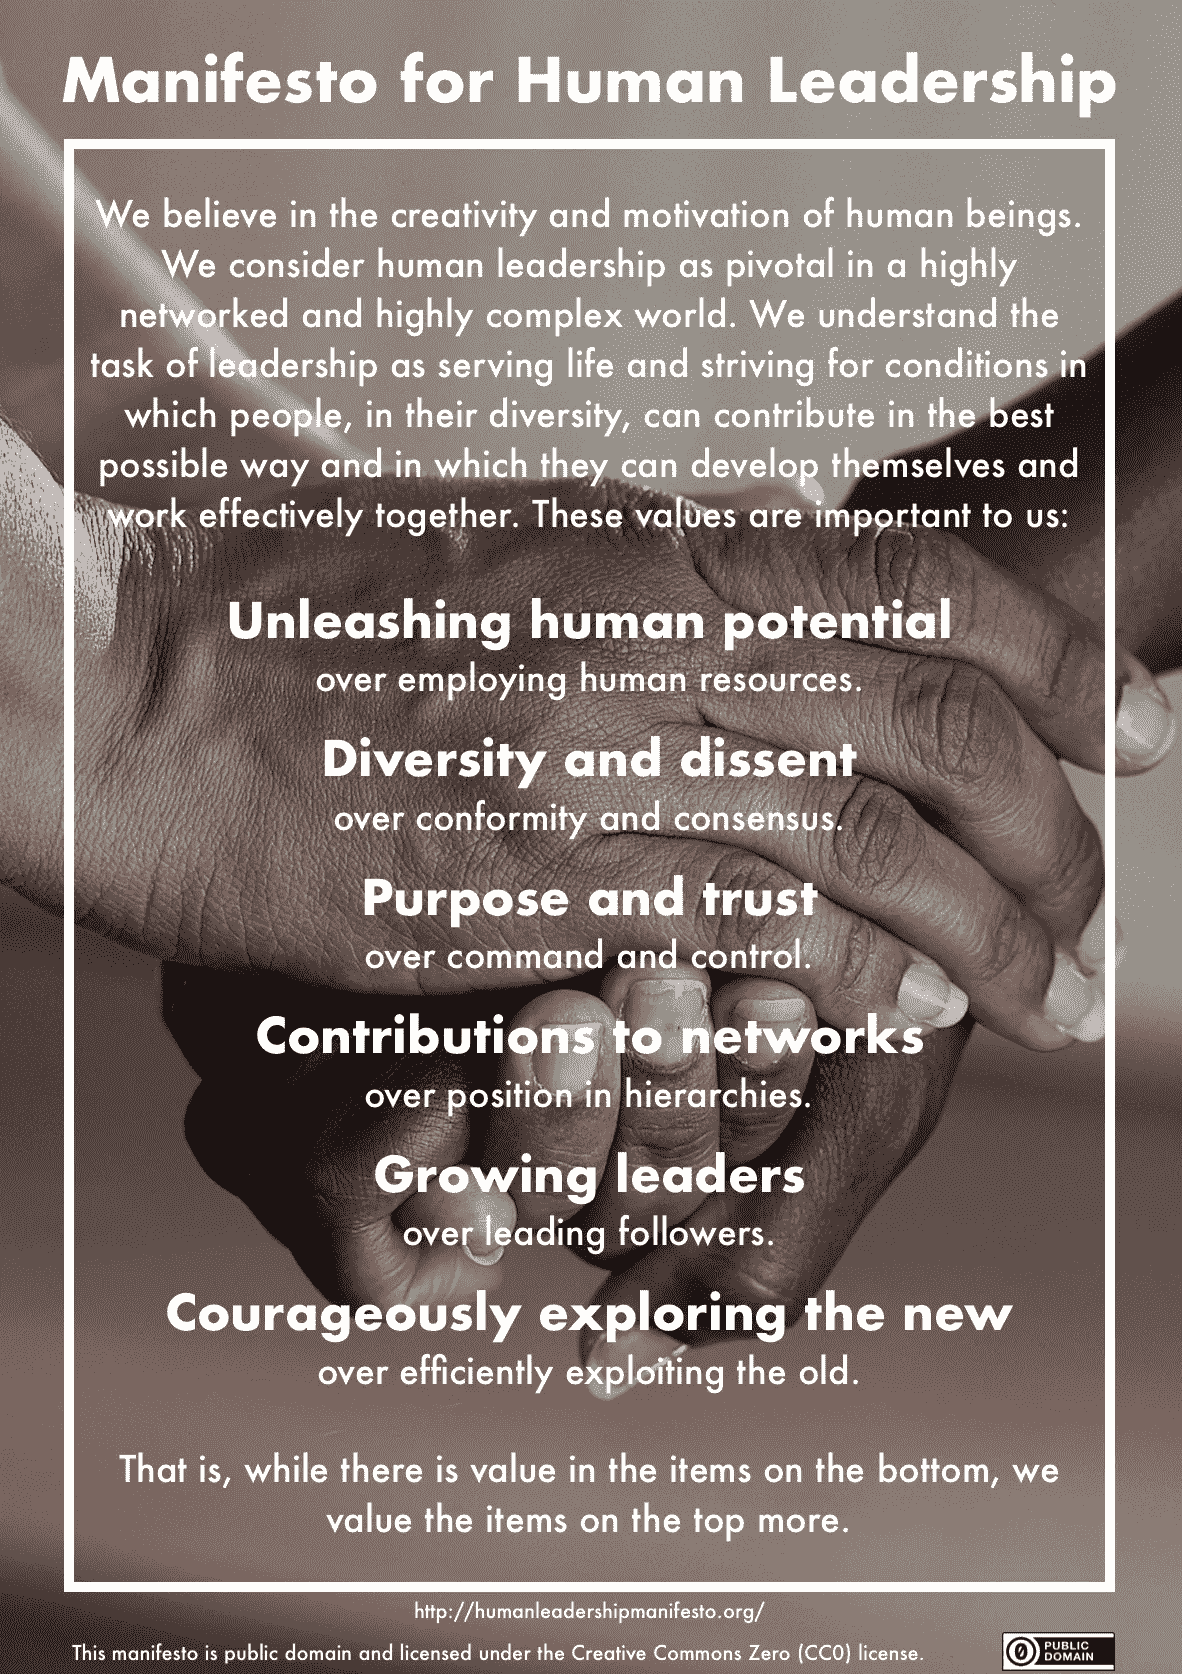 Manifesto for Human Leadership
We believe in the creativity and motivation of human beings.
We consider human leadership as pivotal in a highly
networked and highly complex world. We understand the
task of leadership as serving life and striving for conditions in
which people, in their diversity, can contribute in the best
possible way and in which they can develop themselves and
work effectively together. These values are important to us:
Unleashing human potential
over employing human resources.
Diversity and dissent
over conformity and consensus.
Purpose and trust
over command and control.
Contributions to networks
over position in hierarchies.
Growing leaders
over leading followers.
Courageously exploring the new
over efficiently exploiting the old.
That is, while there is value in the items on the bottom, we
value the items on the top more.
http://humanleadershipmanifesto.org/
This manifesto is public domain and licensed under the Creative Commons Zero (CC0) license.
0
PUBLIC
DOMAIN